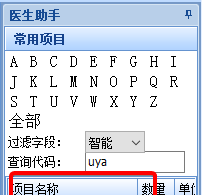 医生助手
常用项目
A B C D E F G H I
J K L M N O P Q R
S T U V W X Y Z
全部
过滤字段： 智能
查询代码： uya
项目名称 数量 单位